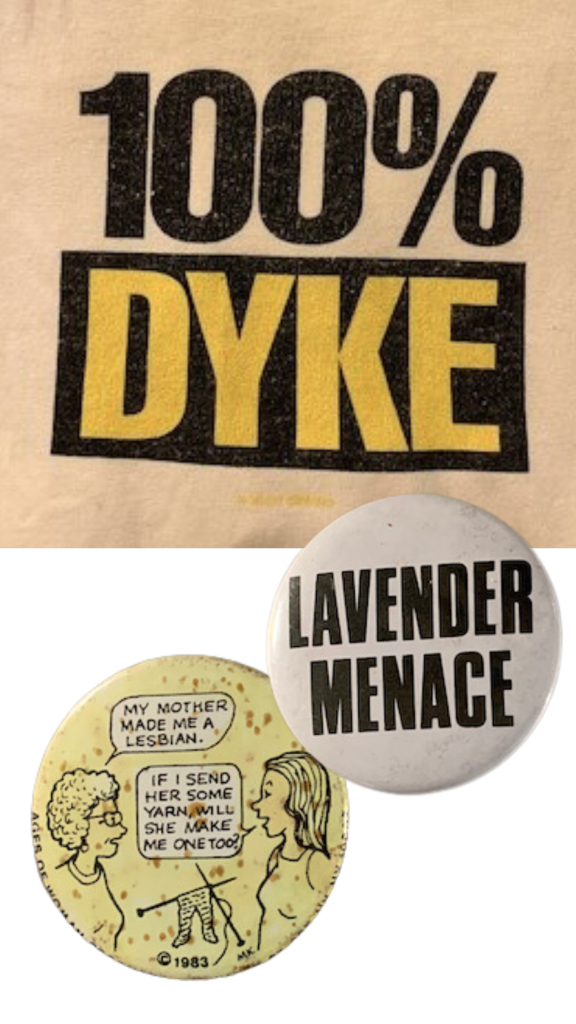 100%
DYKE
LAVENDER
MENACE
MY MOTHER
MADE ME A
LESBIAN.
IF I SEND
HER SOME
YARN, WILL
SHE MAKE
ME ONE TOO?
© 1983 MK